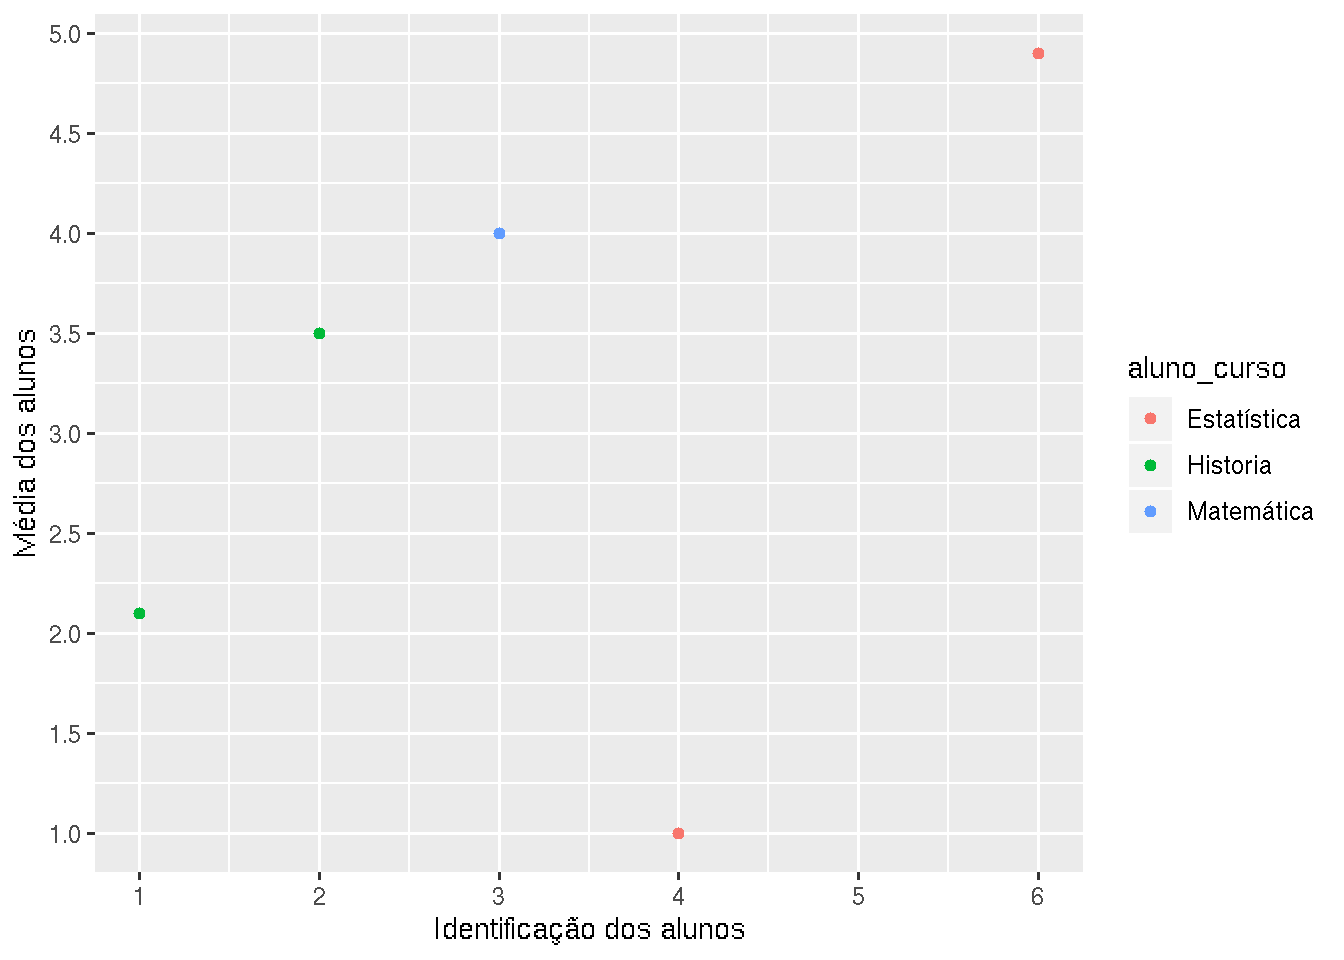 5.0
4.5
4.0
3.5
3.0
2.5
2.0
1.5
1.0
Média dos alunos
1 2 3 4 5 6
Identificação dos alunos
aluno_curso
Estatística
Historia
Matemática